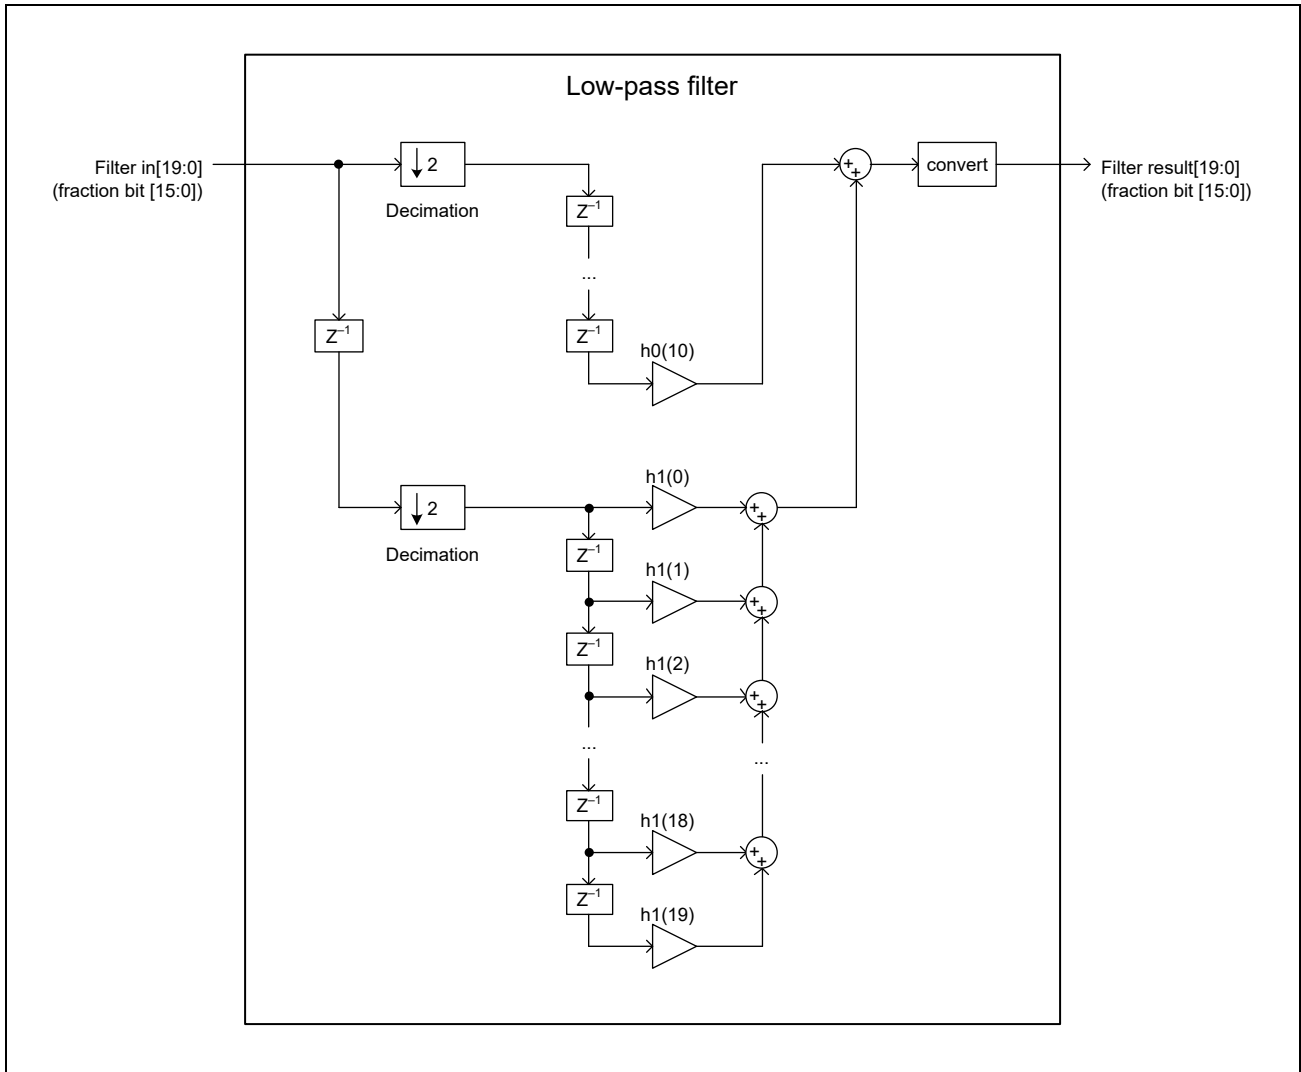 Low-pass filter
Filter in[19:0]
(fraction bit [15:0])
2
Decimation
Z⁻¹
...
Z⁻¹
Z⁻¹
h0(10)
+
+
convert
Filter result[19:0]
(fraction bit [15:0])
2
Decimation
h1(0)
+
+
Z⁻¹
h1(1)
+
+
Z⁻¹
h1(2)
+
+
...
...
Z⁻¹
h1(18)
+
+
Z⁻¹
h1(19)